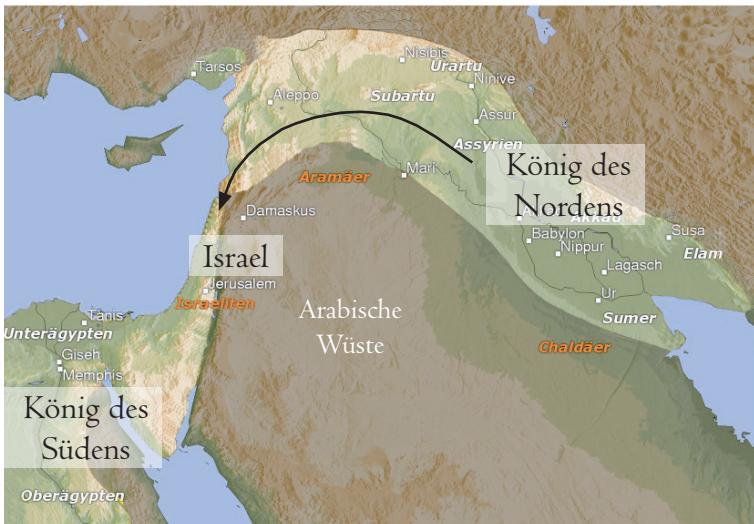 Nisibis
Urartu
Tarsos
Ninive
Aleppo
Subartu
Assur
Assyrien
König des
Nordens
Mari
Aramäer
Damaskus
Akkad
Susa
Babylon
Elam
Nippur
Israel
Lagasch
Jerusalem
Israeliten
Ur
Arabische
Wüste
Sumer
Tanis
Unterägypten
Chaldäer
Giseh
Memphis
König des
Südens
Oberägypten